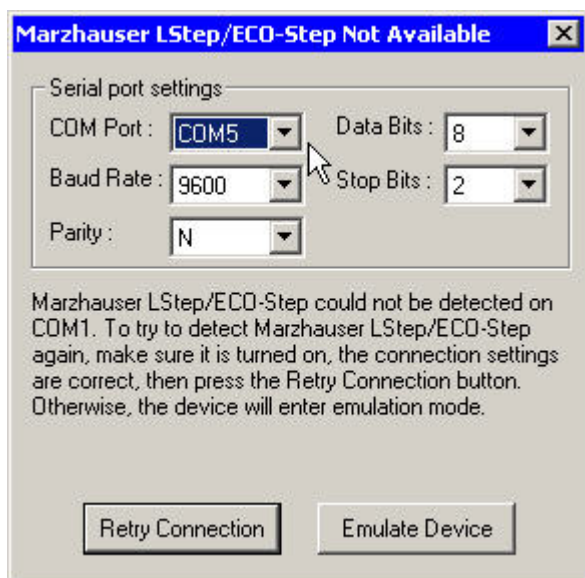 Marzhauser LStep/ECO-Step Not Available
Serial port settings
COM Port : COM5 Data Bits : 8
Baud Rate : 9600 Stop Bits : 2
Parity : N
Marzhauser LStep/ECO-Step could not be detected on
COM1. To try to detect Marzhauser LStep/ECO-Step
again, make sure it is turned on, the connection settings
are correct, then press the Retry Connection button.
Otherwise, the device will enter emulation mode.
Retry Connection Emulate Device